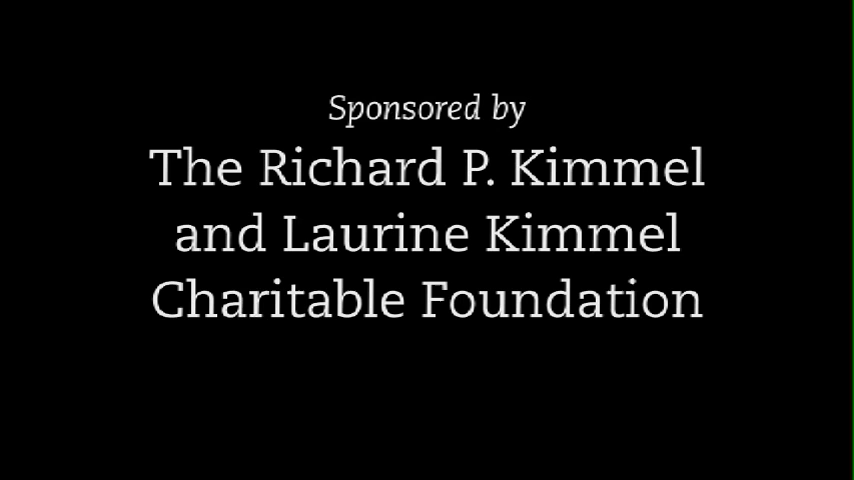 Sponsored by
The Richard P. Kimmel
and Laurine Kimmel
Charitable Foundation